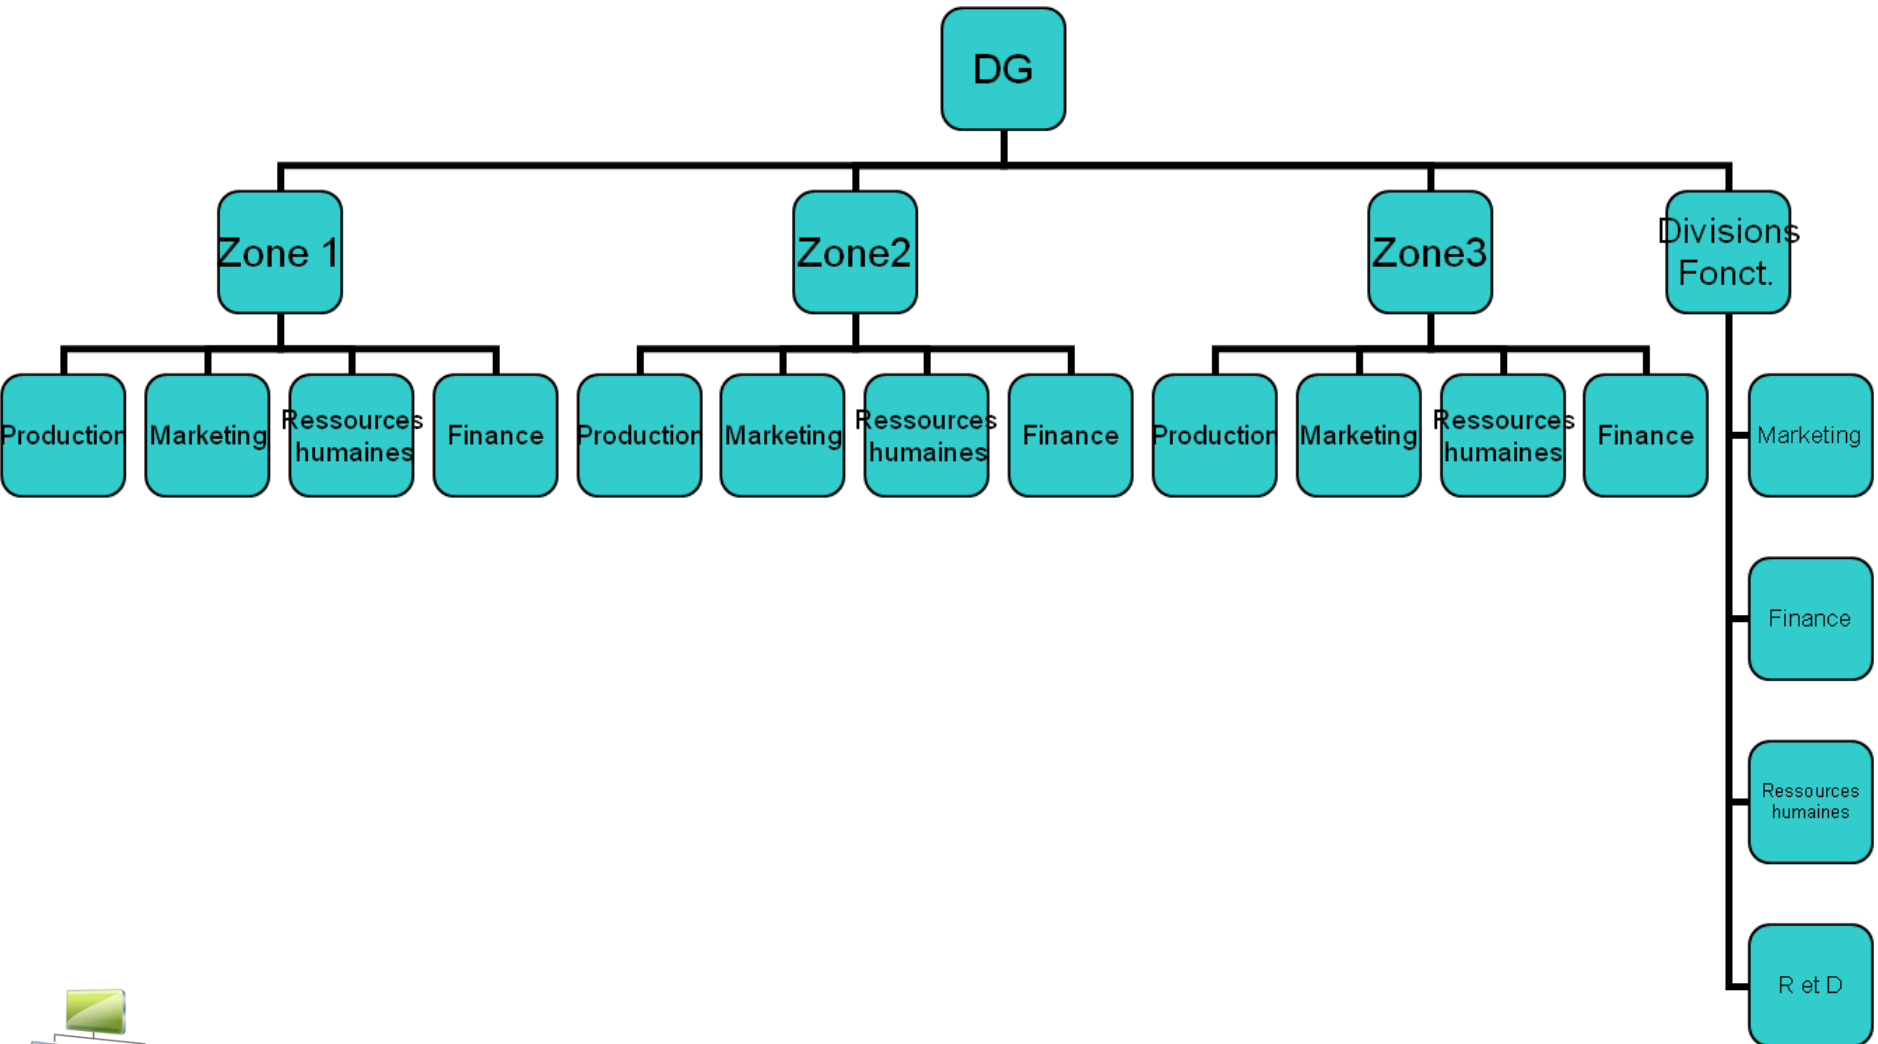 DG
Zone 1
Zone2
Zone3
Divisions
Fonct.
Production
Marketing
Ressources
humaines
Finance
Production
Marketing
Ressources
humaines
Finance
Production
Marketing
Ressources
humaines
Finance
Marketing
Finance
Ressources
humaines
R et D